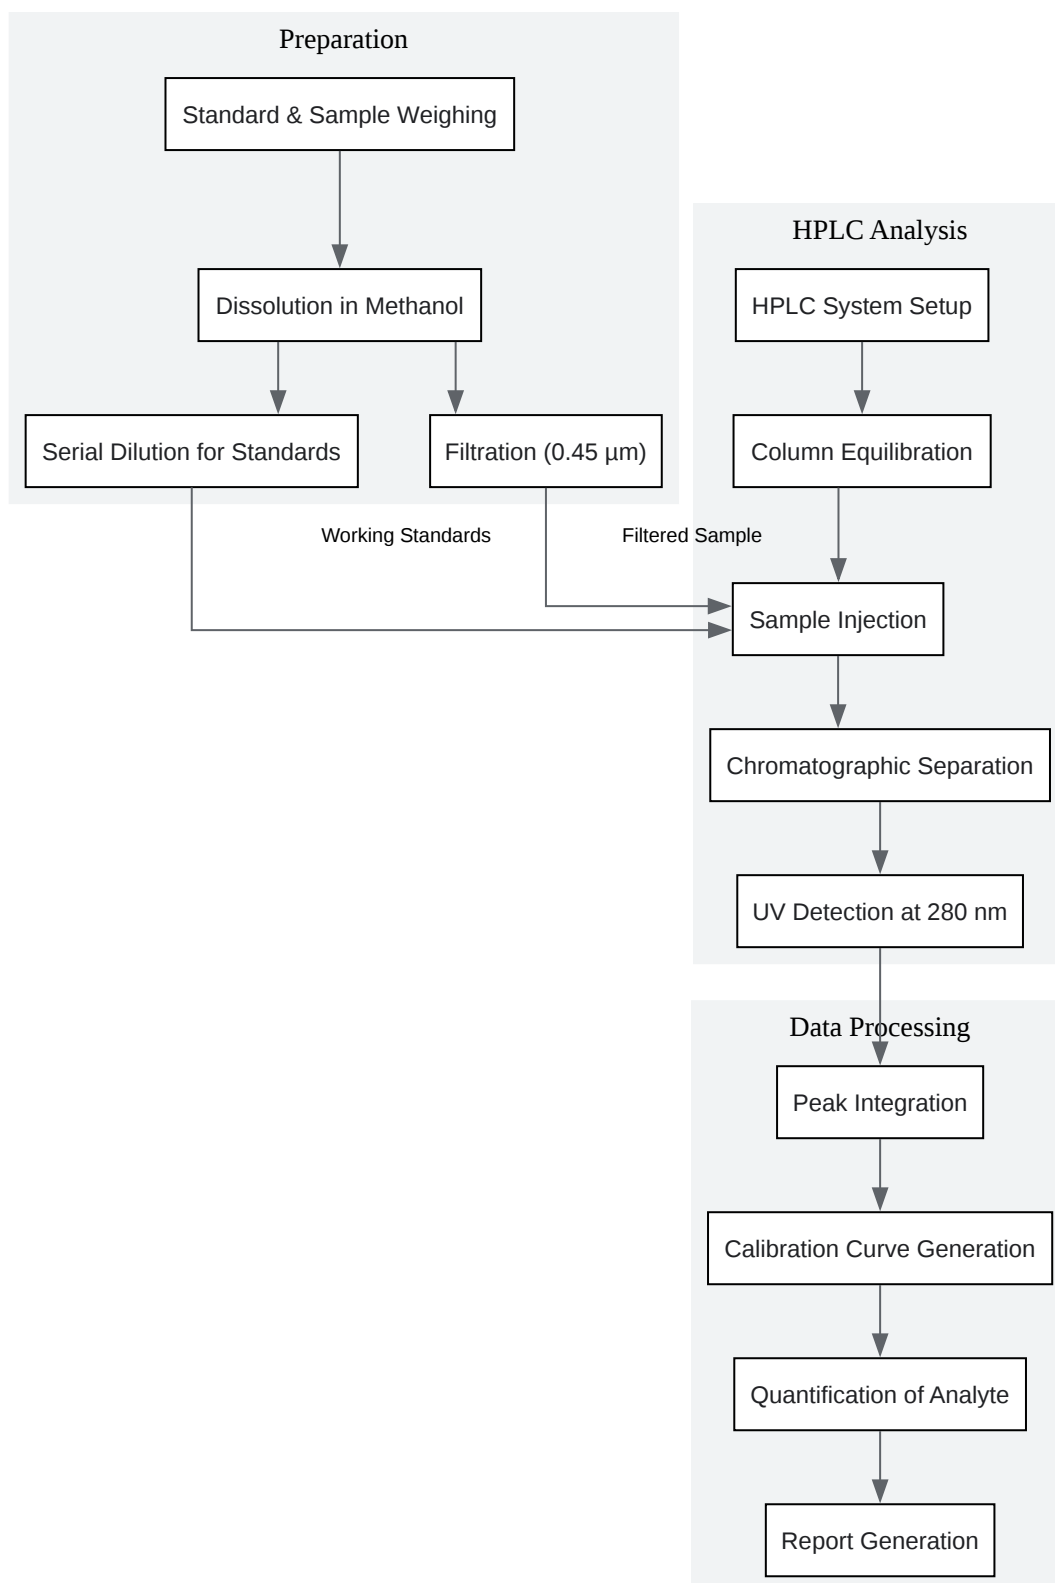 Preparation
Standard & Sample Weighing
Dissolution in Methanol
Serial Dilution for Standards
Filtration (0.45 µm)
Working Standards
Filtered Sample
HPLC Analysis
HPLC System Setup
Column Equilibration
Sample Injection
Chromatographic Separation
UV Detection at 280 nm
Data Processing
Peak Integration
Calibration Curve Generation
Quantification of Analyte
Report Generation